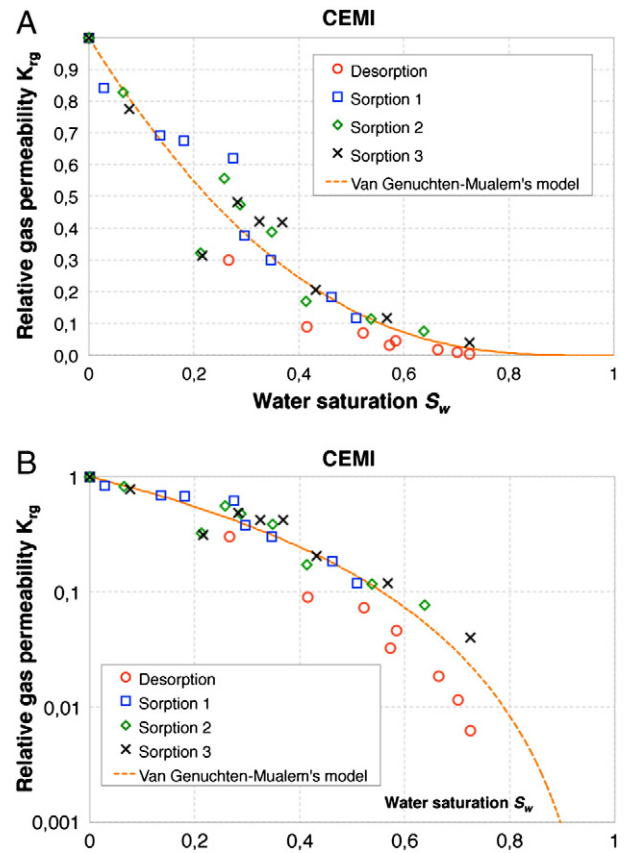 A
CEMI
Relative gas permeability Krg
0,9
0,8
0,7
0,6
0,5
0,4
0,3
0,2
0,1
0,0
Desorption
Sorption 1
Sorption 2
Sorption 3
Van Genuchten-Mualem's model
0
0,2
0,4
0,6
0,8
1
Water saturation Sw
B
CEMI
Relative gas permeability Krg
1
0,1
0,01
0,001
Desorption
Sorption 1
Sorption 2
Sorption 3
Van Genuchten-Mualem's model
Water saturation Sw
0
0,2
0,4
0,6
0,8
1